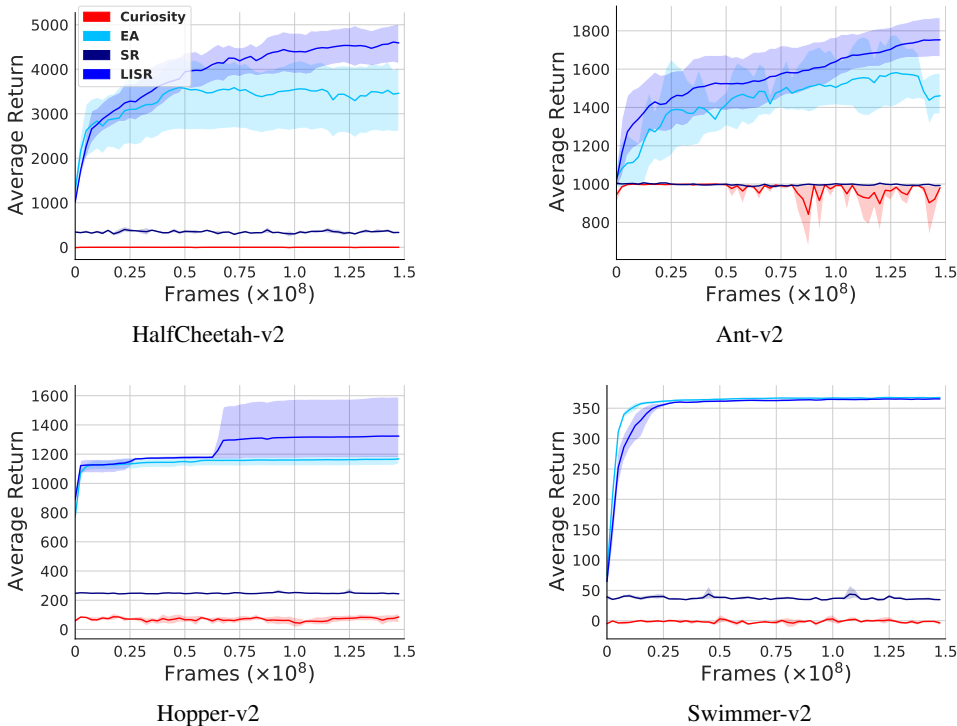 Curiosity
EA
SR
LISR
5000
4000
3000
2000
1000
0
Average Return
0 0.25 0.5 0.75 1.0 1.25 1.5
Frames (×10⁸)
HalfCheetah-v2
1800
1600
1400
1200
1000
800
Average Return
0 0.25 0.5 0.75 1.0 1.25 1.5
Frames (×10⁸)
Ant-v2
1600
1400
1200
1000
800
600
400
200
0
Average Return
0 0.25 0.5 0.75 1.0 1.25 1.5
Frames (×10⁸)
Hopper-v2
350
300
250
200
150
100
50
0
Average Return
0 0.25 0.5 0.75 1.0 1.25 1.5
Frames (×10⁸)
Swimmer-v2